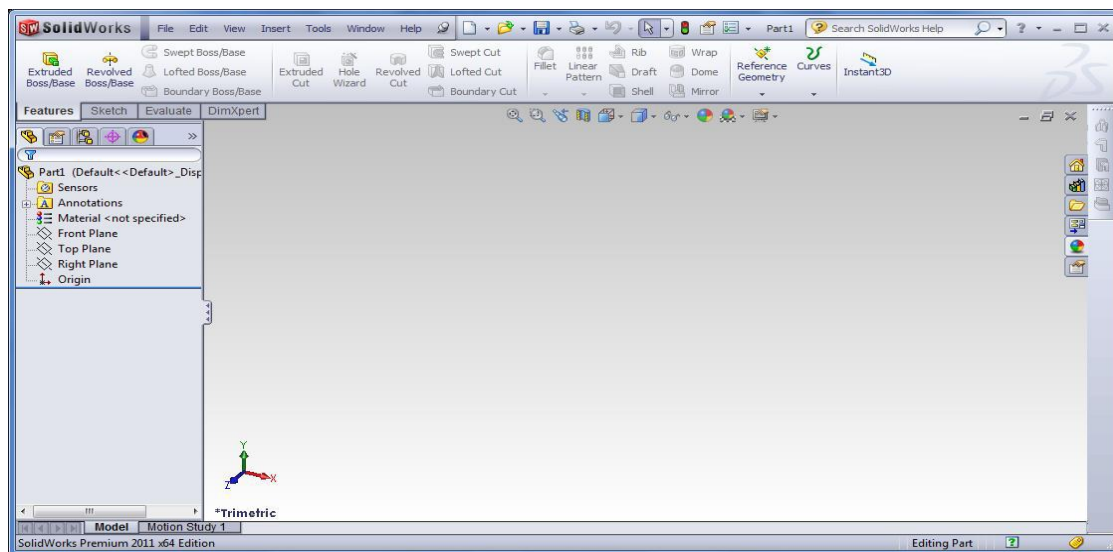 SolidWorks File Edit View Insert Tools Window Help Part1 Search SolidWorks Help
Extruded Boss/Base
Revolved Boss/Base
Swept Boss/Base
Lofted Boss/Base
Boundary Boss/Base
Extruded Cut
Hole Wizard
Revolved Cut
Swept Cut
Lofted Cut
Boundary Cut
Fillet
Linear Pattern
Rib
Draft
Shell
Wrap
Dome
Mirror
Reference Geometry
Curves
Instant3D
Features Sketch Evaluate DimXpert
Part1 (Default<<Default>_Disp
Sensors
Annotations
Material <not specified>
Front Plane
Top Plane
Right Plane
Origin
Y
X
Z
*Trimetric
Model Motion Study 1
SolidWorks Premium 2011 x64 Edition Editing Part